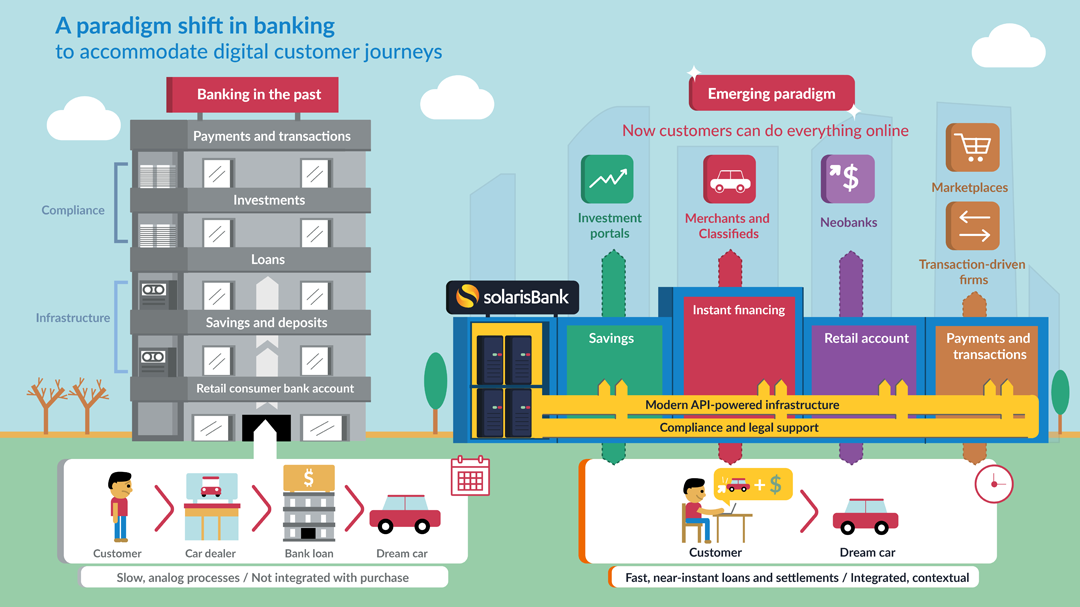 A paradigm shift in banking
to accommodate digital customer journeys
Banking in the past
Payments and transactions
Investments
Loans
Savings and deposits
Retail consumer bank account
Compliance
Infrastructure
Customer
Car dealer
$
Bank loan
Dream car
Slow, analog processes / Not integrated with purchase
Emerging paradigm
Now customers can do everything online
Investment
portals
Merchants and
Classifieds
$
Neobanks
Marketplaces
Transaction-driven
firms
solarisBank
Savings
Instant financing
Retail account
Payments and
transactions
Modern API-powered infrastructure
Compliance and legal support
+ $
Customer
Dream car
Fast, near-instant loans and settlements / Integrated, contextual